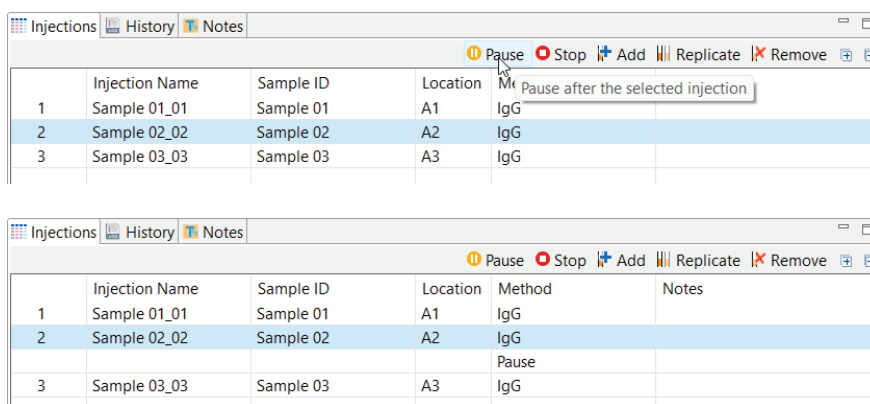 Injections History Notes
Pause Stop Add Replicate Remove
Injection Name Sample ID Location
Pause after the selected injection
1 Sample 01_01 Sample 01 A1 IgG
2 Sample 02_02 Sample 02 A2 IgG
3 Sample 03_03 Sample 03 A3 IgG
Injections History Notes
Pause Stop Add Replicate Remove
Injection Name Sample ID Location Method Notes
1 Sample 01_01 Sample 01 A1 IgG
2 Sample 02_02 Sample 02 A2 IgG
Pause
3 Sample 03_03 Sample 03 A3 IgG